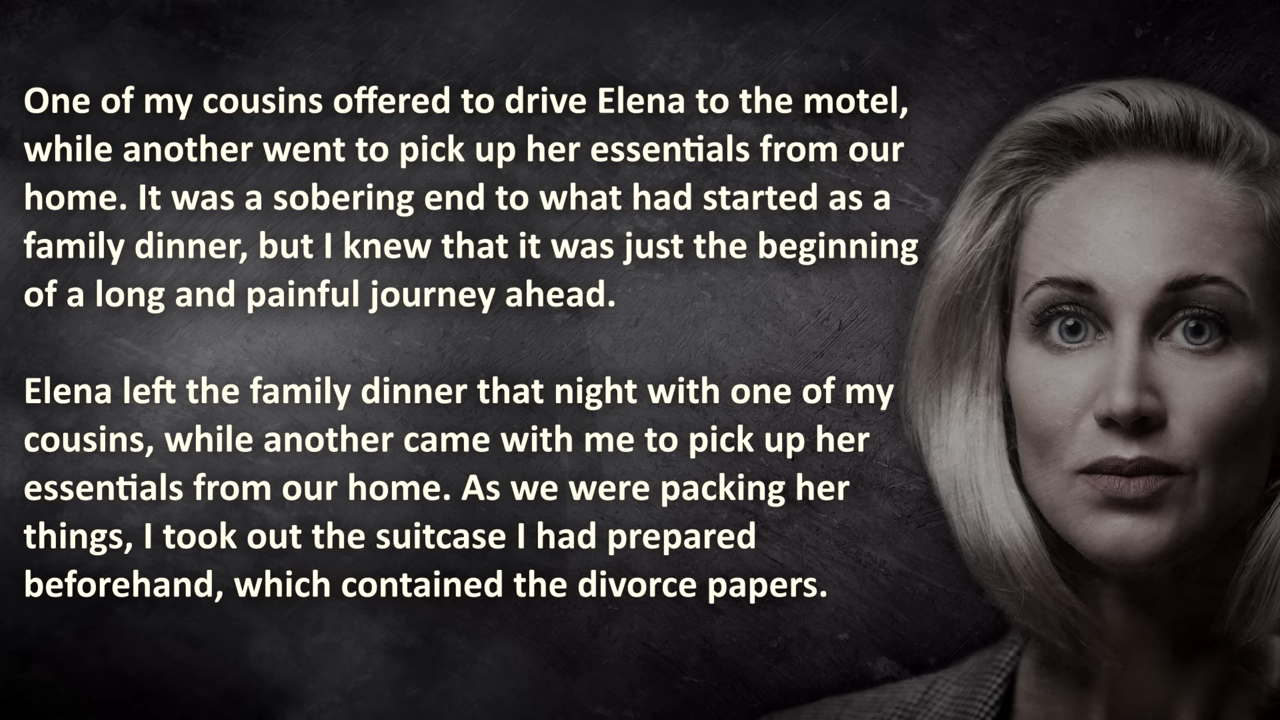 One of my cousins offered to drive Elena to the motel,
while another went to pick up her essentials from our
home. It was a sobering end to what had started as a
family dinner, but I knew that it was just the beginning
of a long and painful journey ahead.
Elena left the family dinner that night with one of my
cousins, while another came with me to pick up her
essentials from our home. As we were packing her
things, I took out the suitcase I had prepared
beforehand, which contained the divorce papers.